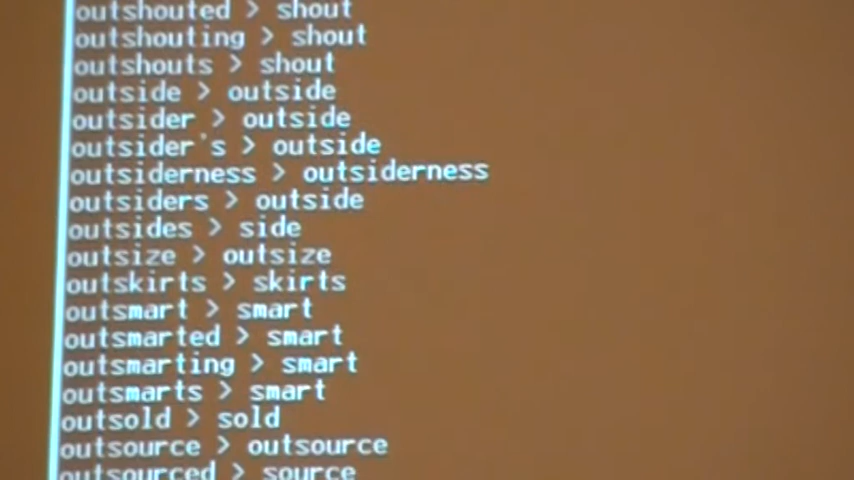 outshouted > shout
outshouting > shout
outshouts > shout
outside > outside
outsider > outside
outsider's > outside
outsiderness > outsiderness
outsiders > outside
outsides > side
outsize > outsize
outskirts > skirts
outsmart > smart
outsmarted > smart
outsmarting > smart
outsmarts > smart
outsold > sold
outsource > outsource
outsourced > source